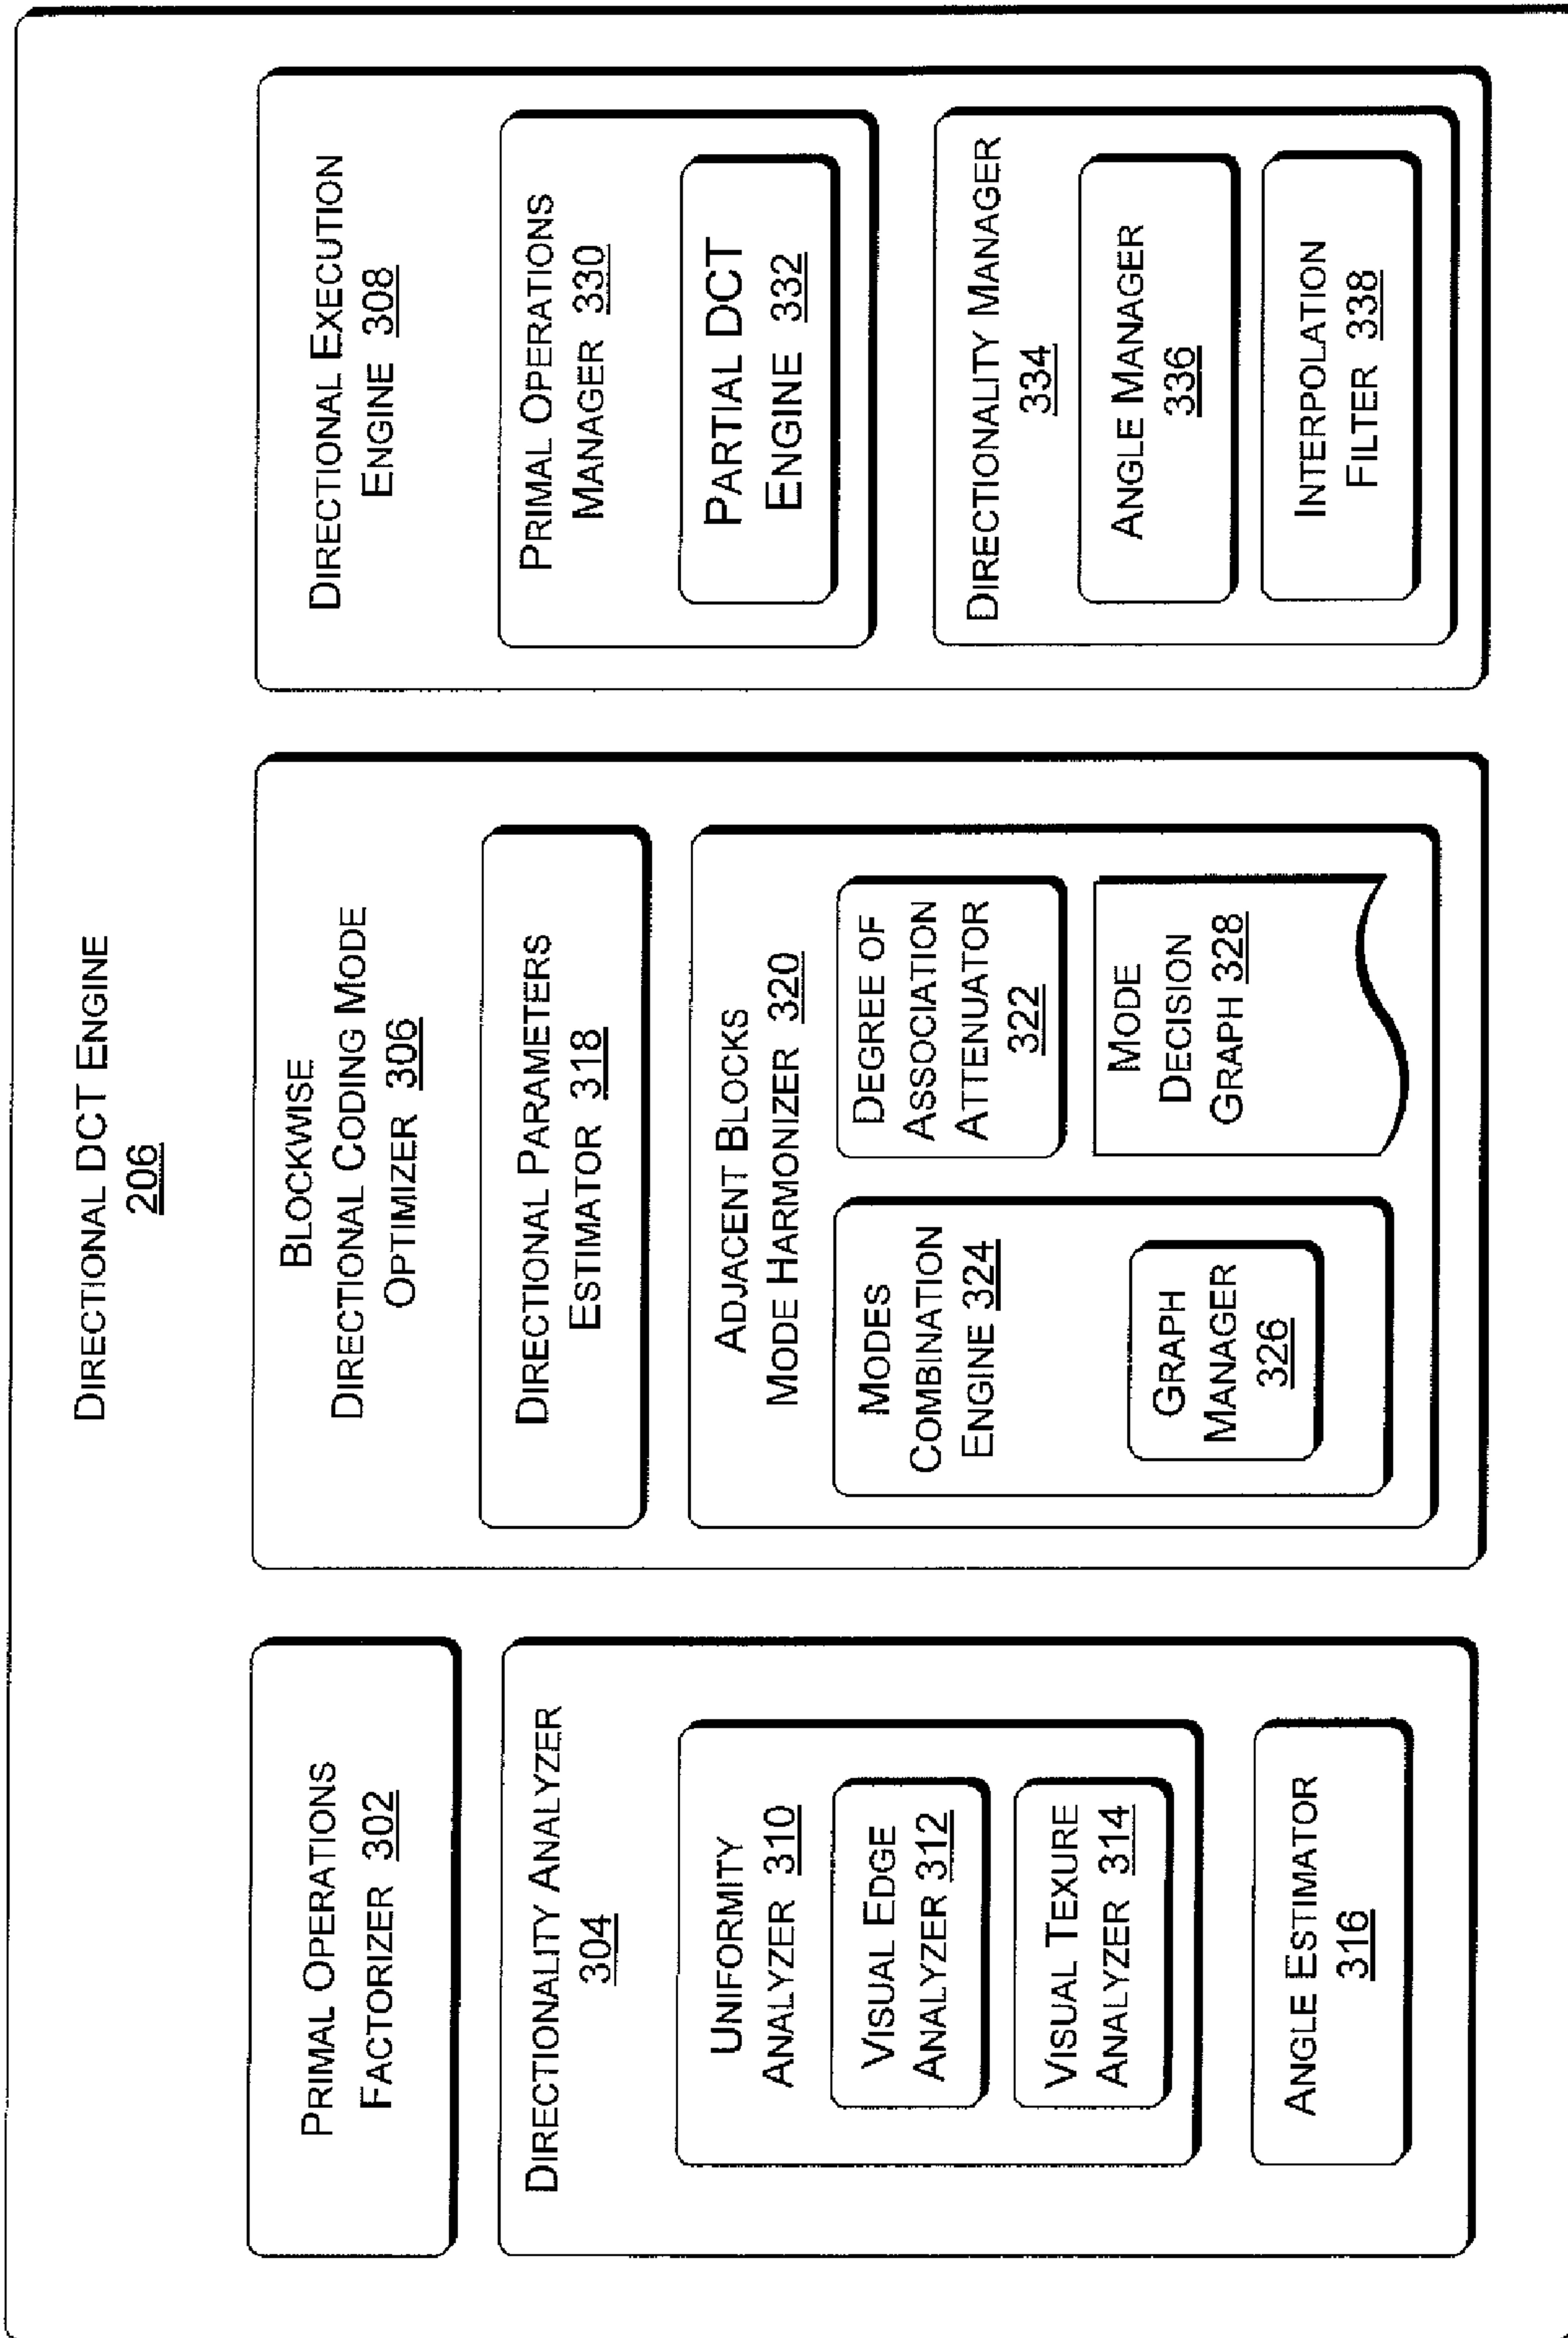 DIRECTIONAL DCT ENGINE
206
PRIMAL OPERATIONS
FACTORIZER 302
DIRECTIONALITY ANALYZER
304
UNIFORMITY
ANALYZER 310
VISUAL EDGE
ANALYZER 312
VISUAL TEXURE
ANALYZER 314
ANGLE ESTIMATOR
316
BLOCKWISE
DIRECTIONAL CODING MODE
OPTIMIZER 306
DIRECTIONAL PARAMETERS
ESTIMATOR 318
ADJACENT BLOCKS
MODE HARMONIZER 320
MODES
COMBINATION
ENGINE 324
GRAPH
MANAGER
326
DEGREE OF
ASSOCIATION
ATTENUATOR
322
MODE
DECISION
GRAPH 328
DIRECTIONAL EXECUTION
ENGINE 308
PRIMAL OPERATIONS
MANAGER 330
PARTIAL DCT
ENGINE 332
DIRECTIONALITY MANAGER
334
ANGLE MANAGER
336
INTERPOLATION
FILTER 338